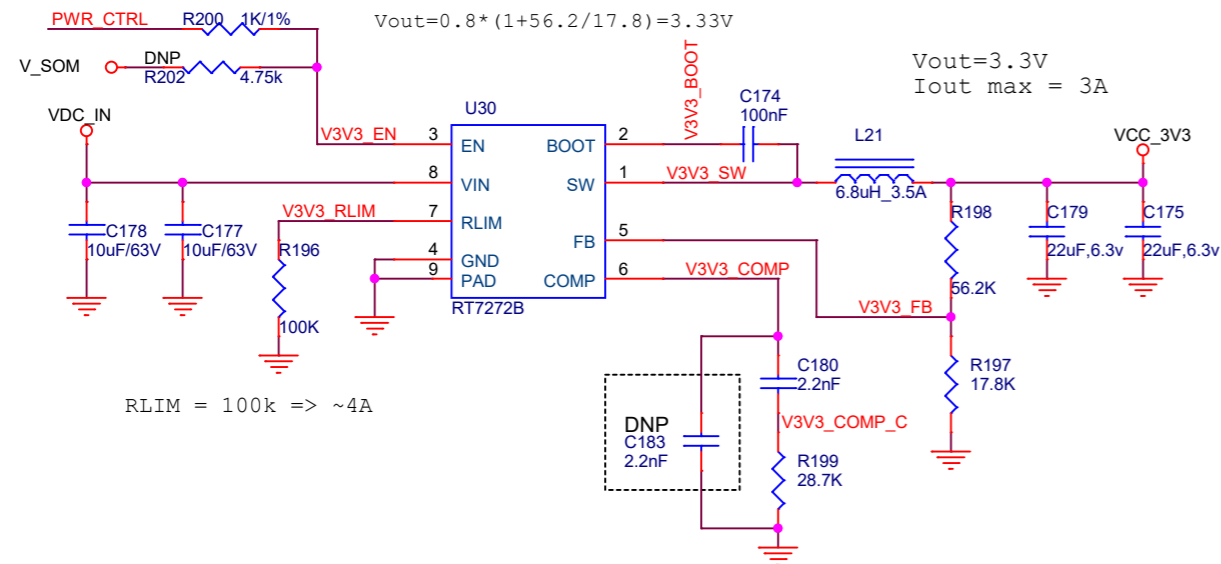 PWR_CTRL
R200 1K/1%
Vout=0.8*(1+56.2/17.8)=3.33V
V_SOM
DNP
R202
4.75k
V3V3_BOOT
Vout=3.3V
Iout max = 3A
VDC_IN
C174
100nF
U30
L21
VCC_3V3
V3V3_EN
3
EN
BOOT
2
8
VIN
SW
1
V3V3_SW
6.8uH_3.5A
V3V3_RLIM
7
RLIM
C178
10uF/63V
C177
10uF/63V
R196
100K
FB
5
4
GND
9
PAD
COMP
6
V3V3_COMP
RT7272B
R198
56.2K
C179
22uF,6.3v
C175
22uF,6.3v
V3V3_FB
R197
17.8K
RLIM = 100k => ~4A
C180
2.2nF
DNP
C183
2.2nF
V3V3_COMP_C
R199
28.7K